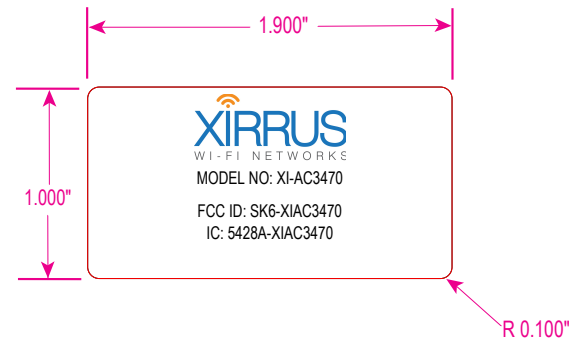 1.900"
XIRRUS
WI-FI NETWORKS
MODEL NO: XI-AC3470
1.000"
FCC ID: SK6-XIAC3470
IC: 5428A-XIAC3470
R 0.100"